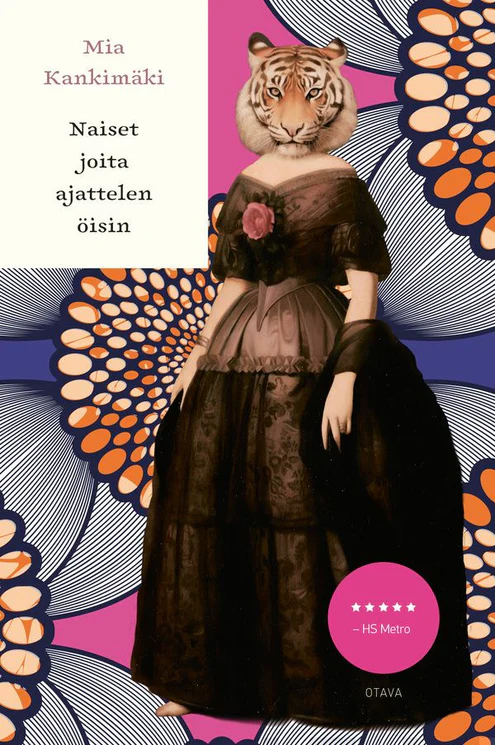 Mia
Kankimäki
Naiset
joita
ajattelen
öisin
★★★★★
– HS Metro
OTAVA